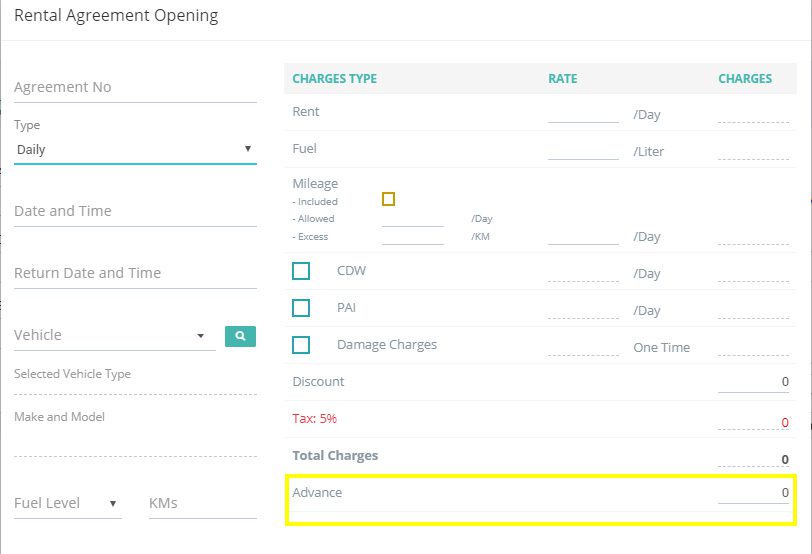 Rental Agreement Opening
Agreement No
Type
Daily
Date and Time
Return Date and Time
Vehicle
Selected Vehicle Type
Make and Model
Fuel Level KMs
CHARGES TYPE RATE CHARGES
Rent /Day
Fuel /Liter
Mileage
- Included
- Allowed /Day
- Excess /KM /Day
CDW /Day
PAI /Day
Damage Charges One Time
Discount 0
Tax: 5% 0
Total Charges 0
Advance 0